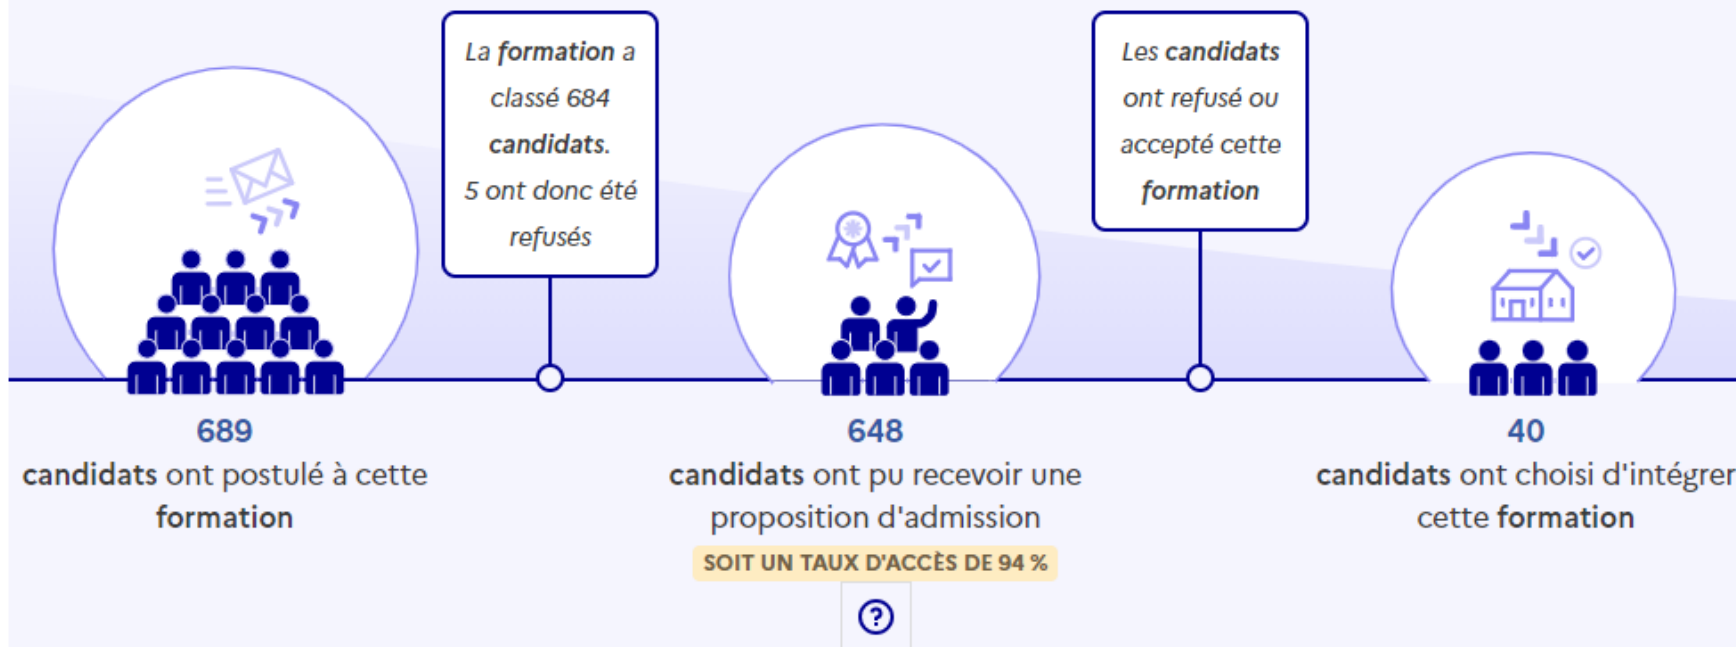 La formation a
classé 684
candidats.
5 ont donc été
refusés
Les candidats
ont refusé ou
accepté cette
formation
689
candidats ont postulé à cette
formation
648
candidats ont pu recevoir une
proposition d'admission
SOIT UN TAUX D'ACCÈS DE 94 %
?
40
candidats ont choisi d'intégrer
cette formation